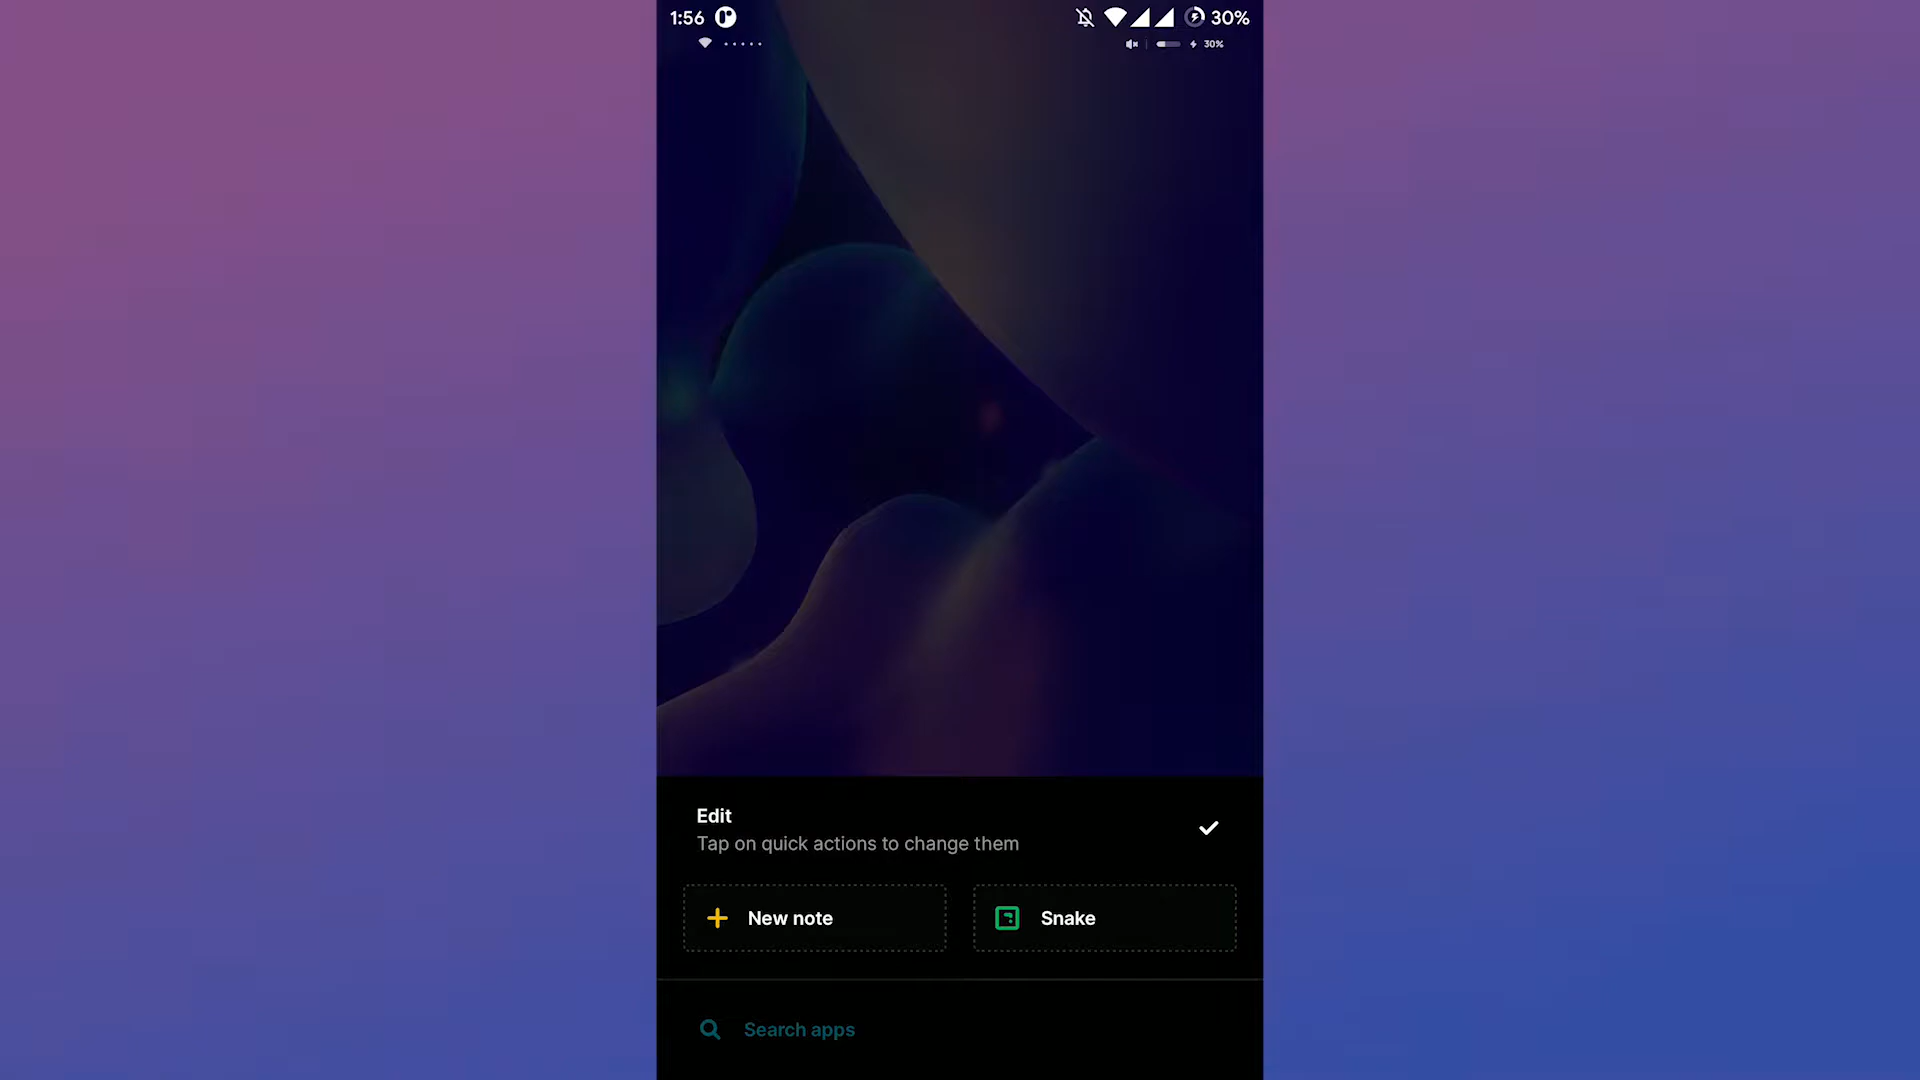 1:56
30%
30%
Edit
Tap on quick actions to change them
New note
Snake
Search apps